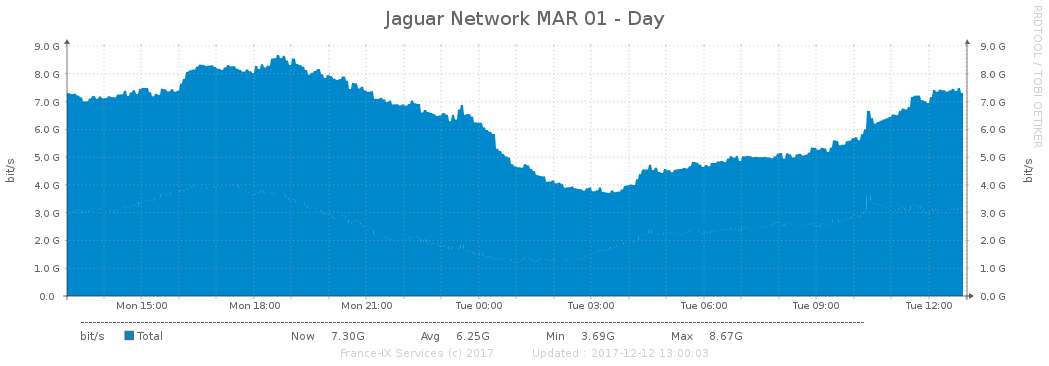 Jaguar Network MAR 01 - Day
RRDTOOL / TOBI OETIKER
9.0 G 9.0 G
8.0 G 8.0 G
7.0 G 7.0 G
6.0 G 6.0 G
5.0 G 5.0 G
4.0 G 4.0 G
3.0 G 3.0 G
2.0 G 2.0 G
1.0 G 1.0 G
0.0 0.0 G
bit/s
bit/s
Mon 15:00 Mon 18:00 Mon 21:00 Tue 00:00 Tue 03:00 Tue 06:00 Tue 09:00 Tue 12:00
bit/s Total Now 7.30G Avg 6.25G Min 3.69G Max 8.67G
France-IX Services (c) 2017 Updated : 2017-12-12 13:00:03